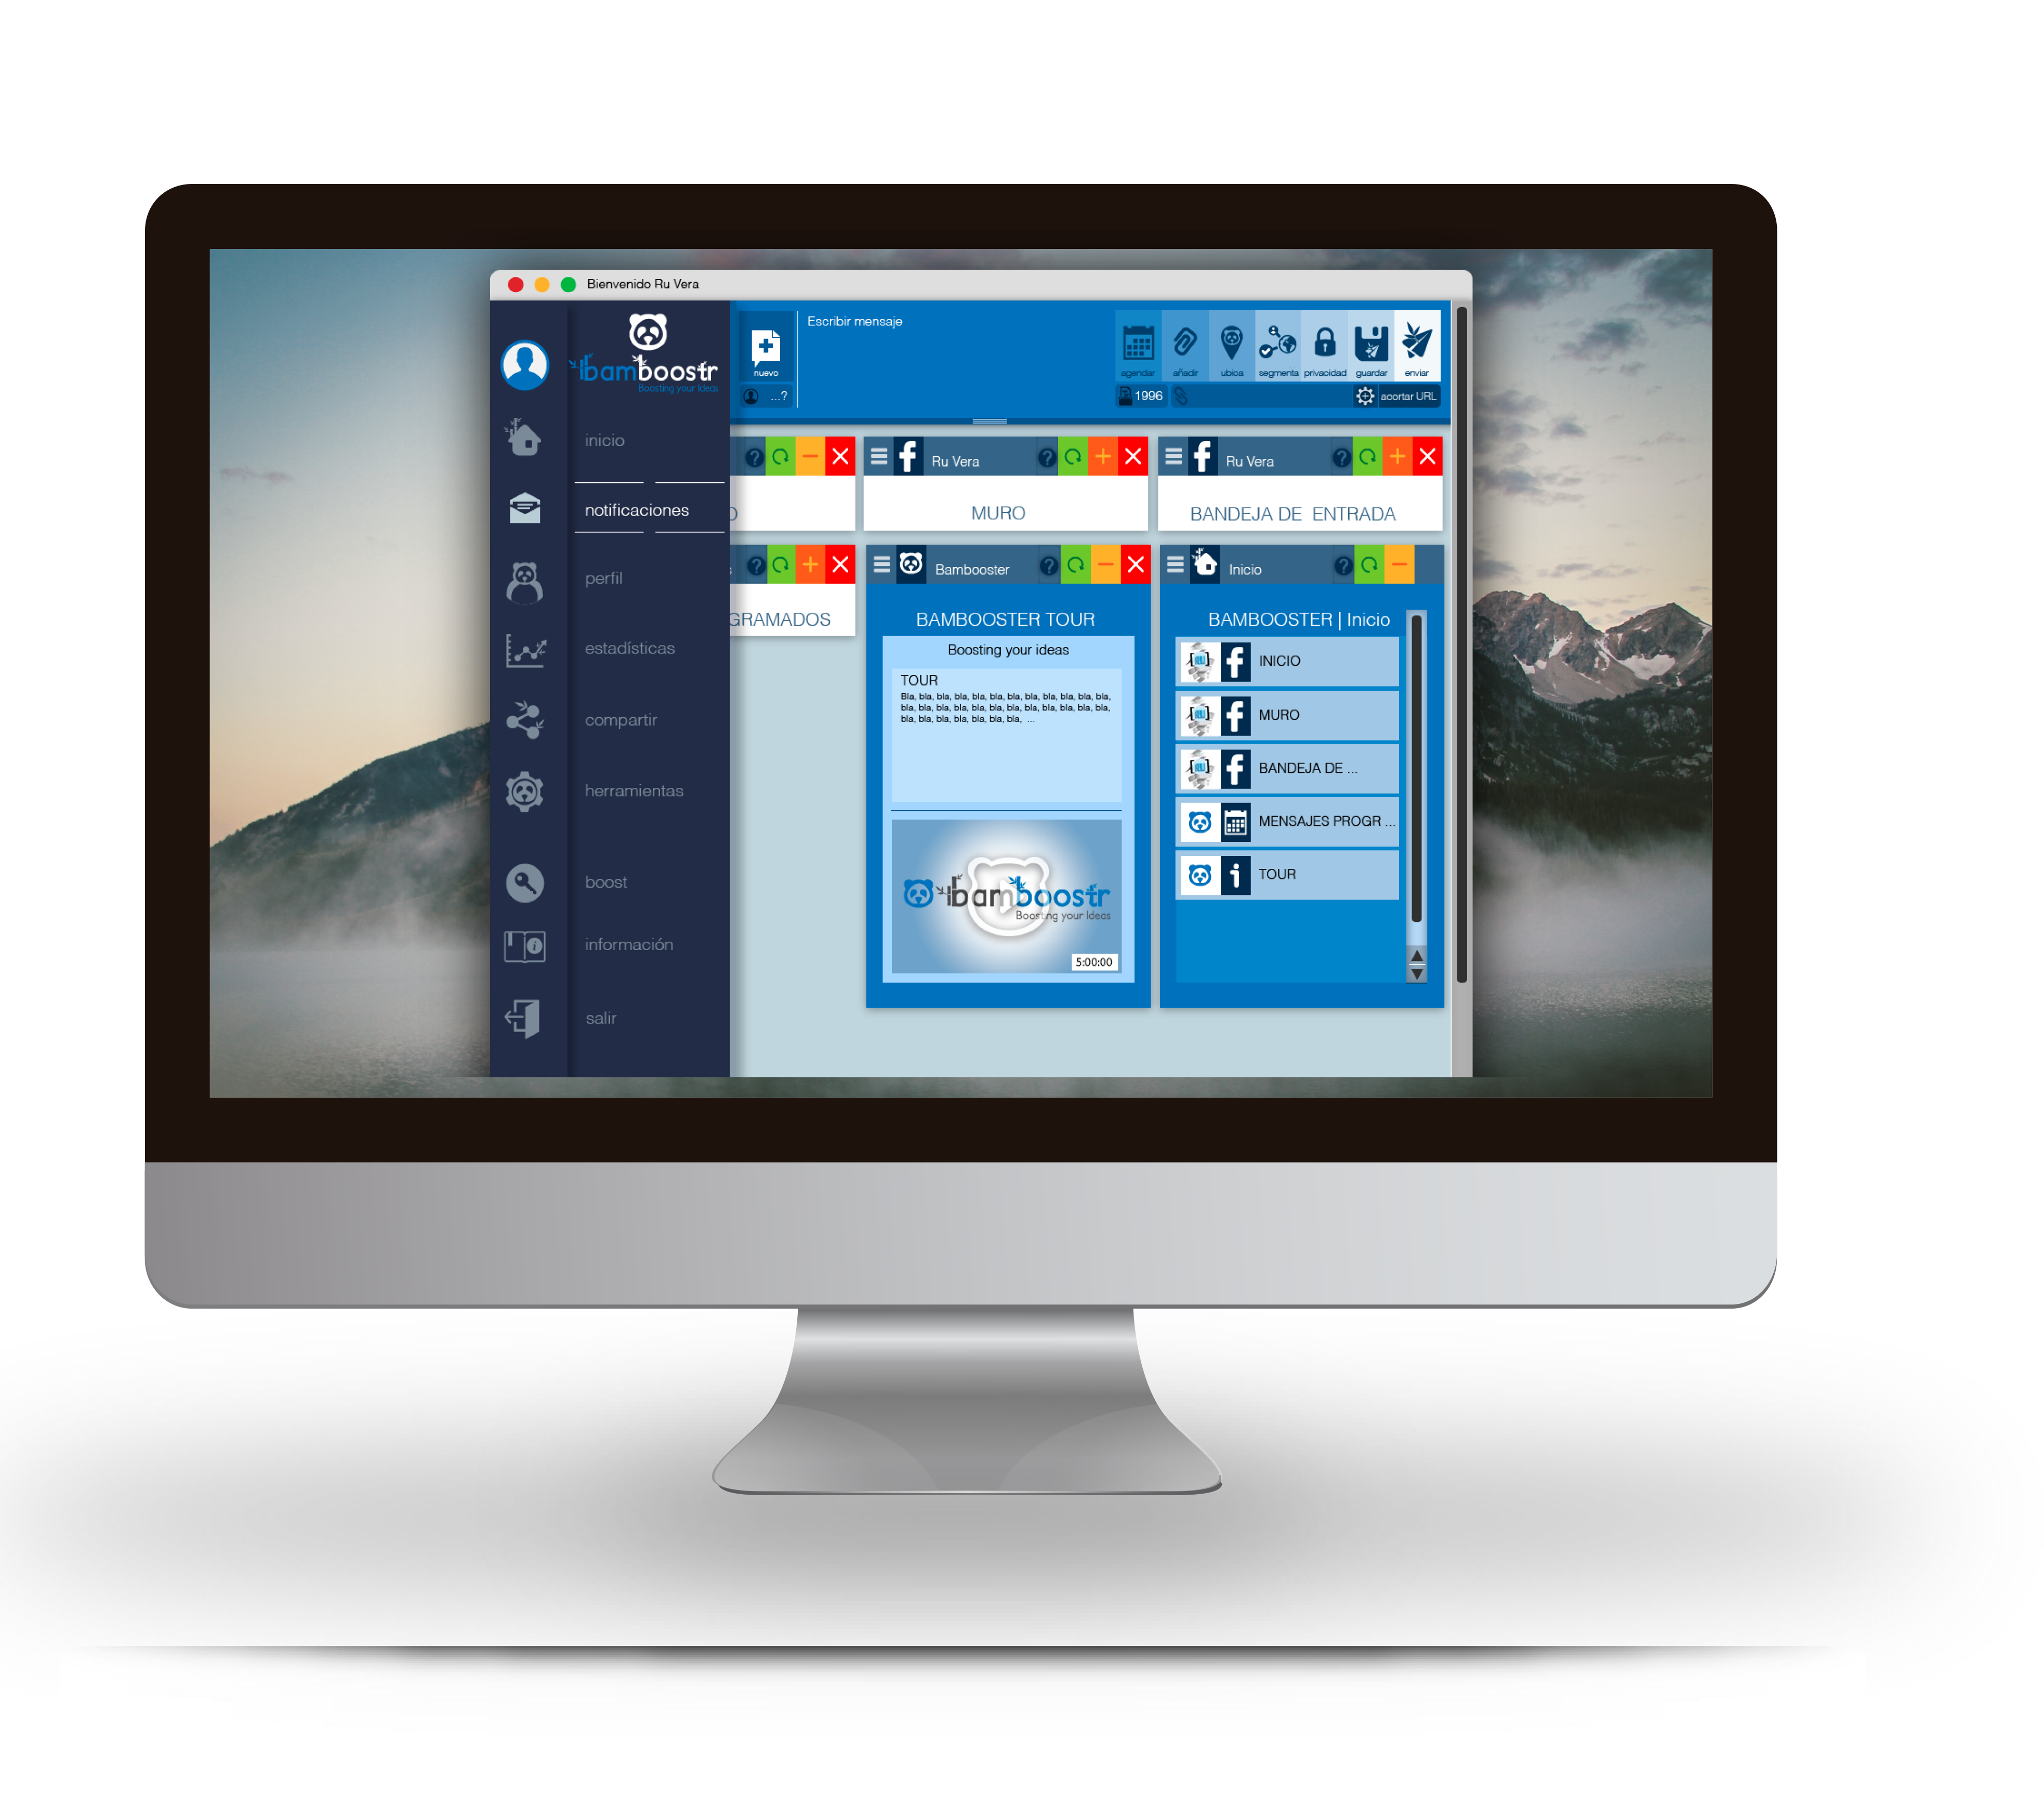 Bienvenido Ru Vera
bamboostr
Boosting your Ideas
inicio
notificaciones
perfil
estadísticas
compartir
herramientas
boost
información
salir
nuevo
...?
Escribir mensaje
agendar
añadir
ubica
segmenta
privacidad
guardar
enviar
1996
acortar URL
Ru Vera
MURO
Ru Vera
BANDEJA DE ENTRADA
GRAMADOS
Bambooster
BAMBOOSTER TOUR
Boosting your ideas
TOUR
Bla, bla, bla, bla, bla, bla, bla, bla, bla, bla, bla, bla,
bla, bla, bla, bla, bla, bla, bla, bla, bla, bla, bla, bla,
bla, bla, bla, bla, bla, bla, bla, ...
bamboostr
Boosting your Ideas
5:00:00
Inicio
BAMBOOSTER | Inicio
INICIO
MURO
BANDEJA DE ...
MENSAJES PROGR ...
TOUR